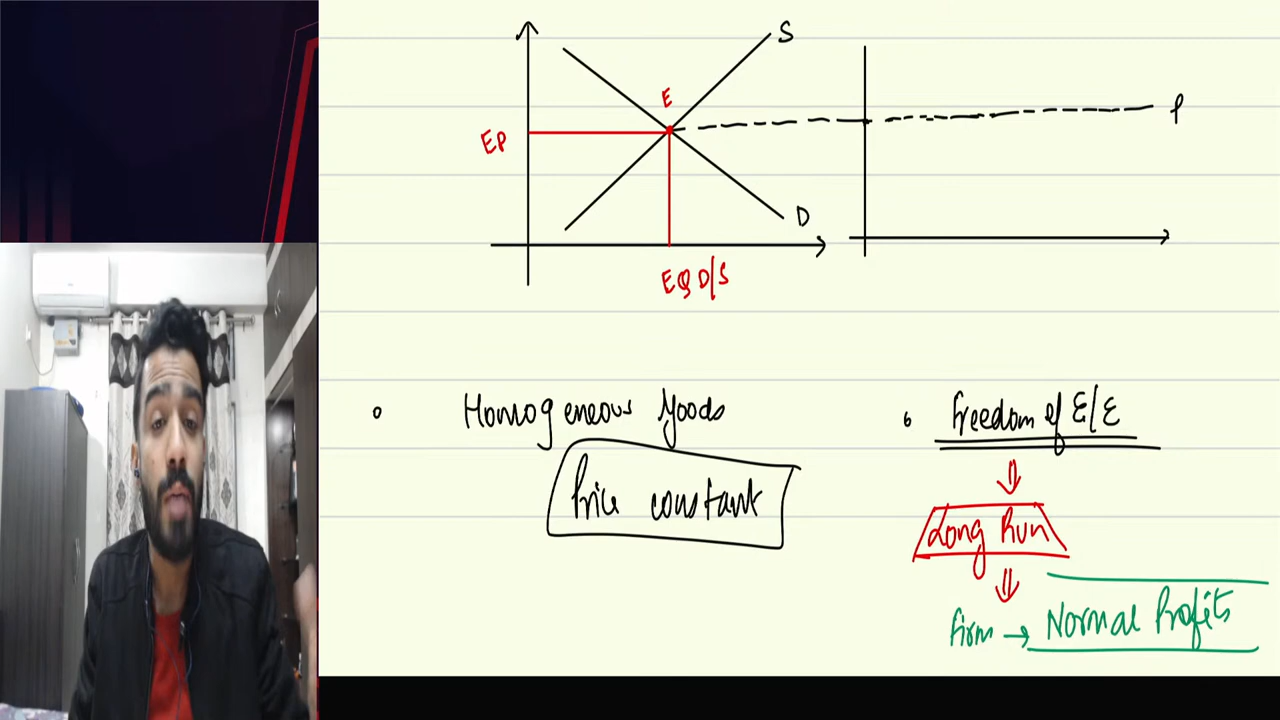 S
E
P
EP
D
EQ D/S
Homogeneous Goods
Freedom of E/E
Price constant
Long Run
Firm → Normal Profits